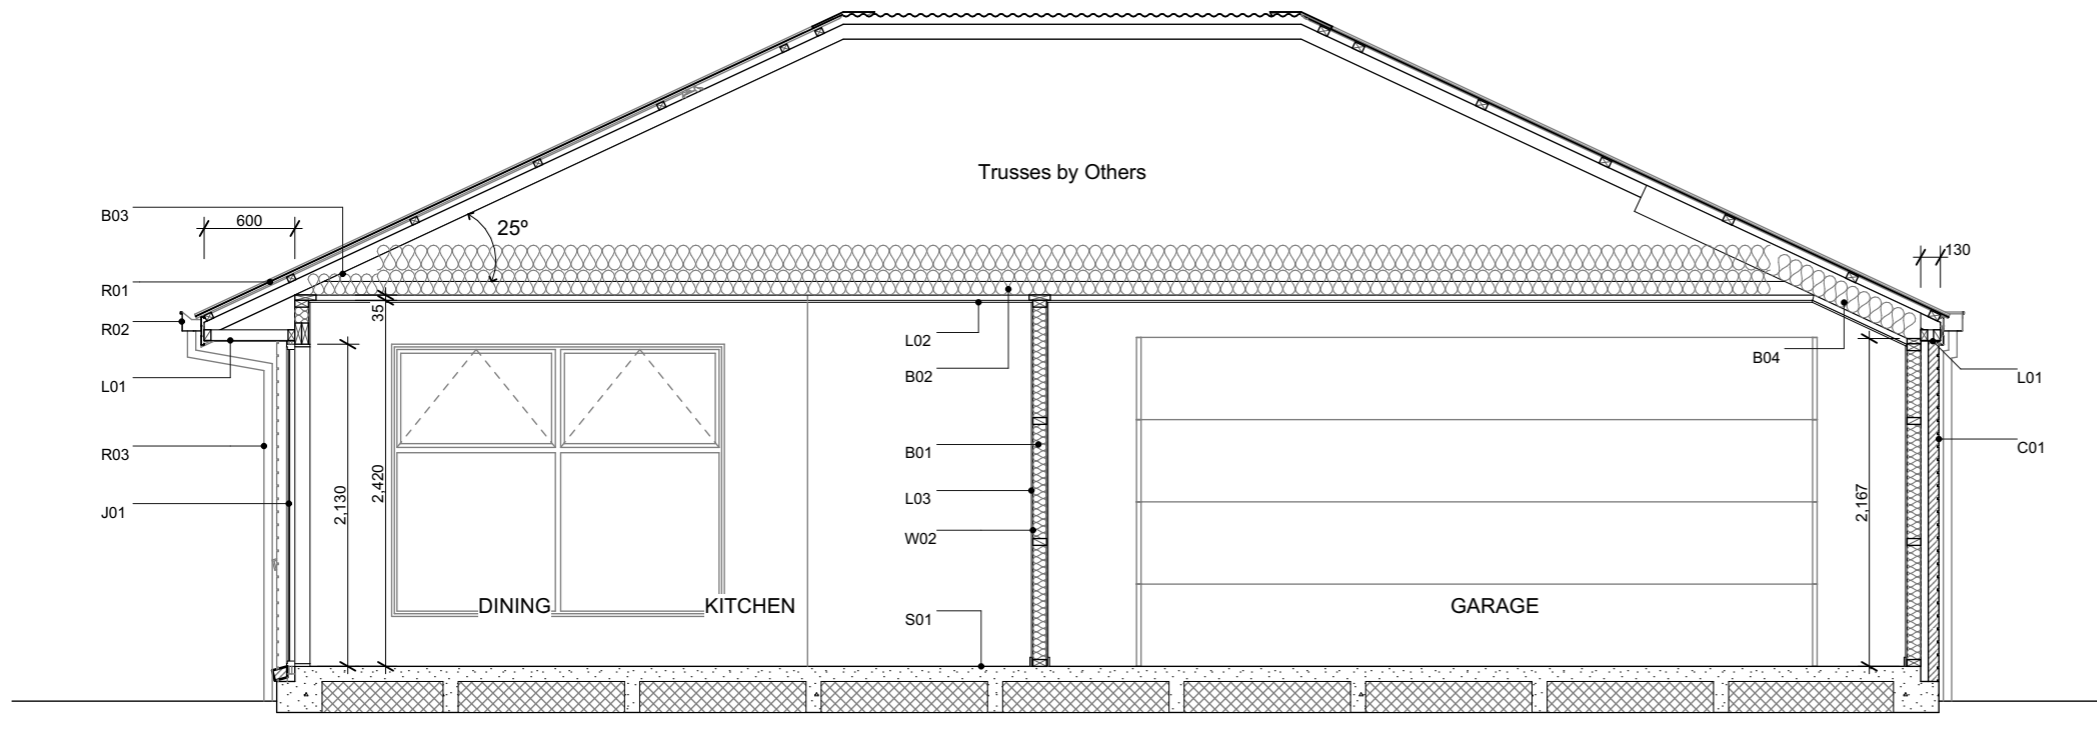 Trusses by Others
B03
600
25º
130
R01
R02
35
L02
B02
B04
L01
L01
R03
B01
C01
2,130
2,420
L03
2,167
J01
W02
DINING
KITCHEN
GARAGE
S01